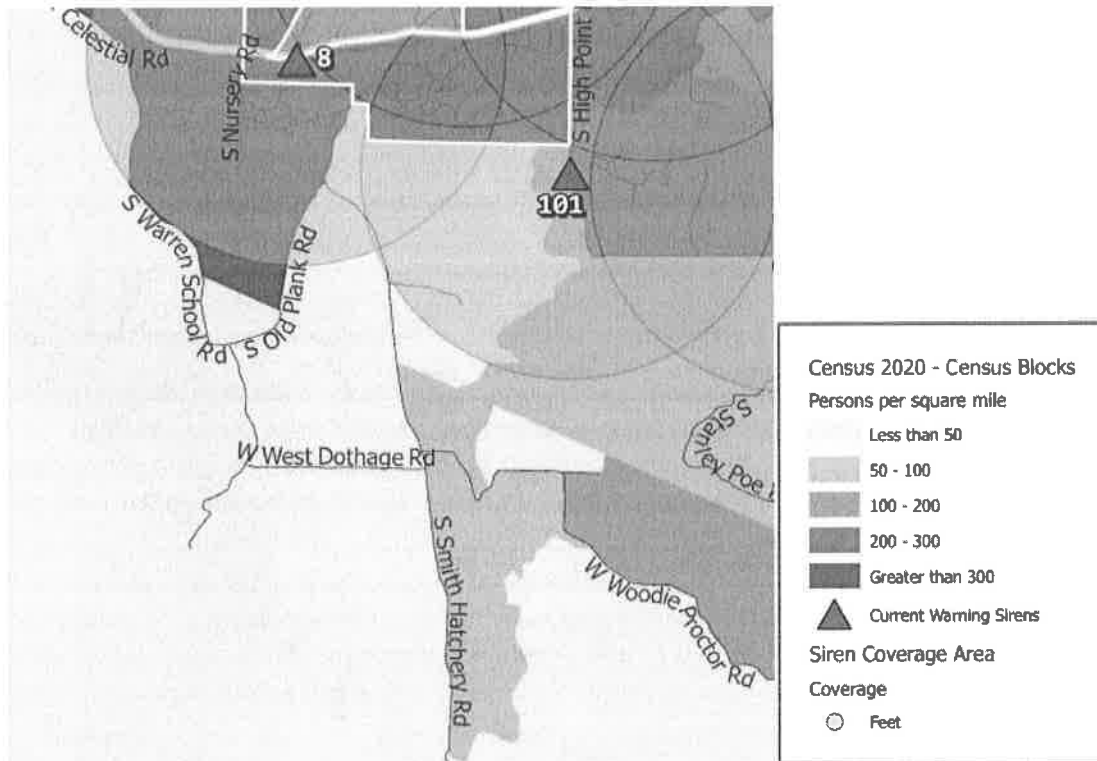 Celestial Rd
S Nursery Rd
8
S High Point
101
S Warren School Rd
S Old Plank Rd
W West Dothage Rd
S Smith Hatchery Rd
S Stanley Poe
W Woodie Proctor Rd
Census 2020 - Census Blocks
Persons per square mile
Less than 50
50 - 100
100 - 200
200 - 300
Greater than 300
Current Warning Sirens
Siren Coverage Area
Coverage
Feet